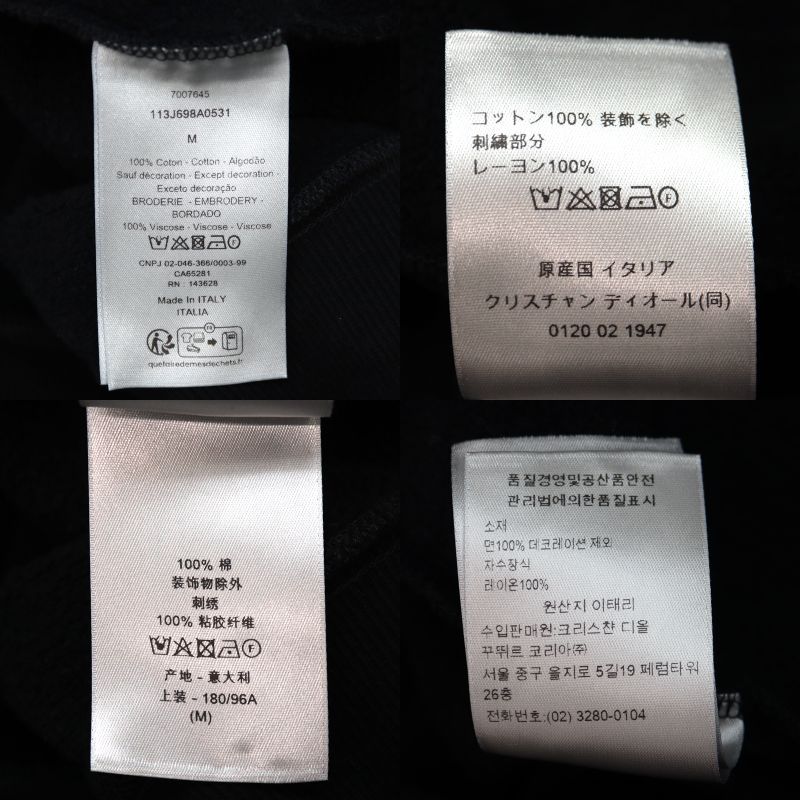 7007645
113J698A0531
M
100% Coton - Cotton - Algodão
Sauf décoration - Except decoration -
Exceto decoração
BRODERIE - EMBRODERY -
BORDADO
100% Viscose - Viscose - Viscose
CNPJ 02-046-366/0003-99
CA65281
RN : 143628
Made In ITALY
ITALIA
FR
quefairedemesdechets.fr
コットン100% 装飾を除く
刺繍部分
レーヨン100%
F
原産国 イタリア
クリスチャン ディオール(同)
0120 02 1947
100% 棉
装饰物除外
刺绣
100% 粘胶纤维
F
产地 - 意大利
上装 - 180/96A
(M)
품질경영및공산품안전
관리법에의한품질표시
소재
면100% 데코레이션 제외
자수장식
레이온100%
원산지 이태리
수입판매원:크리스챤 디올
꾸뛰르 코리아㈜
서울 중구 을지로 5길19 페럼타워
26층
전화번호:(02) 3280-0104